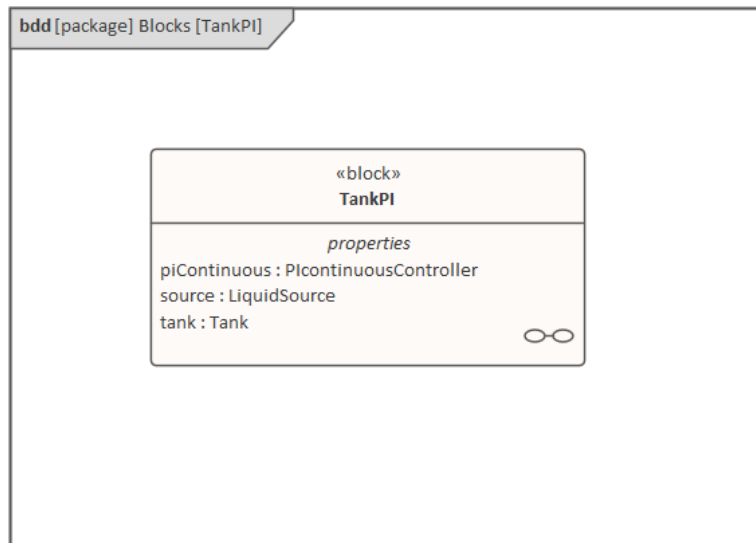 bdd [package] Blocks [TankPI]
«block»
TankPI
properties
piContinuous : PIcontinuousController
source : LiquidSource
tank : Tank